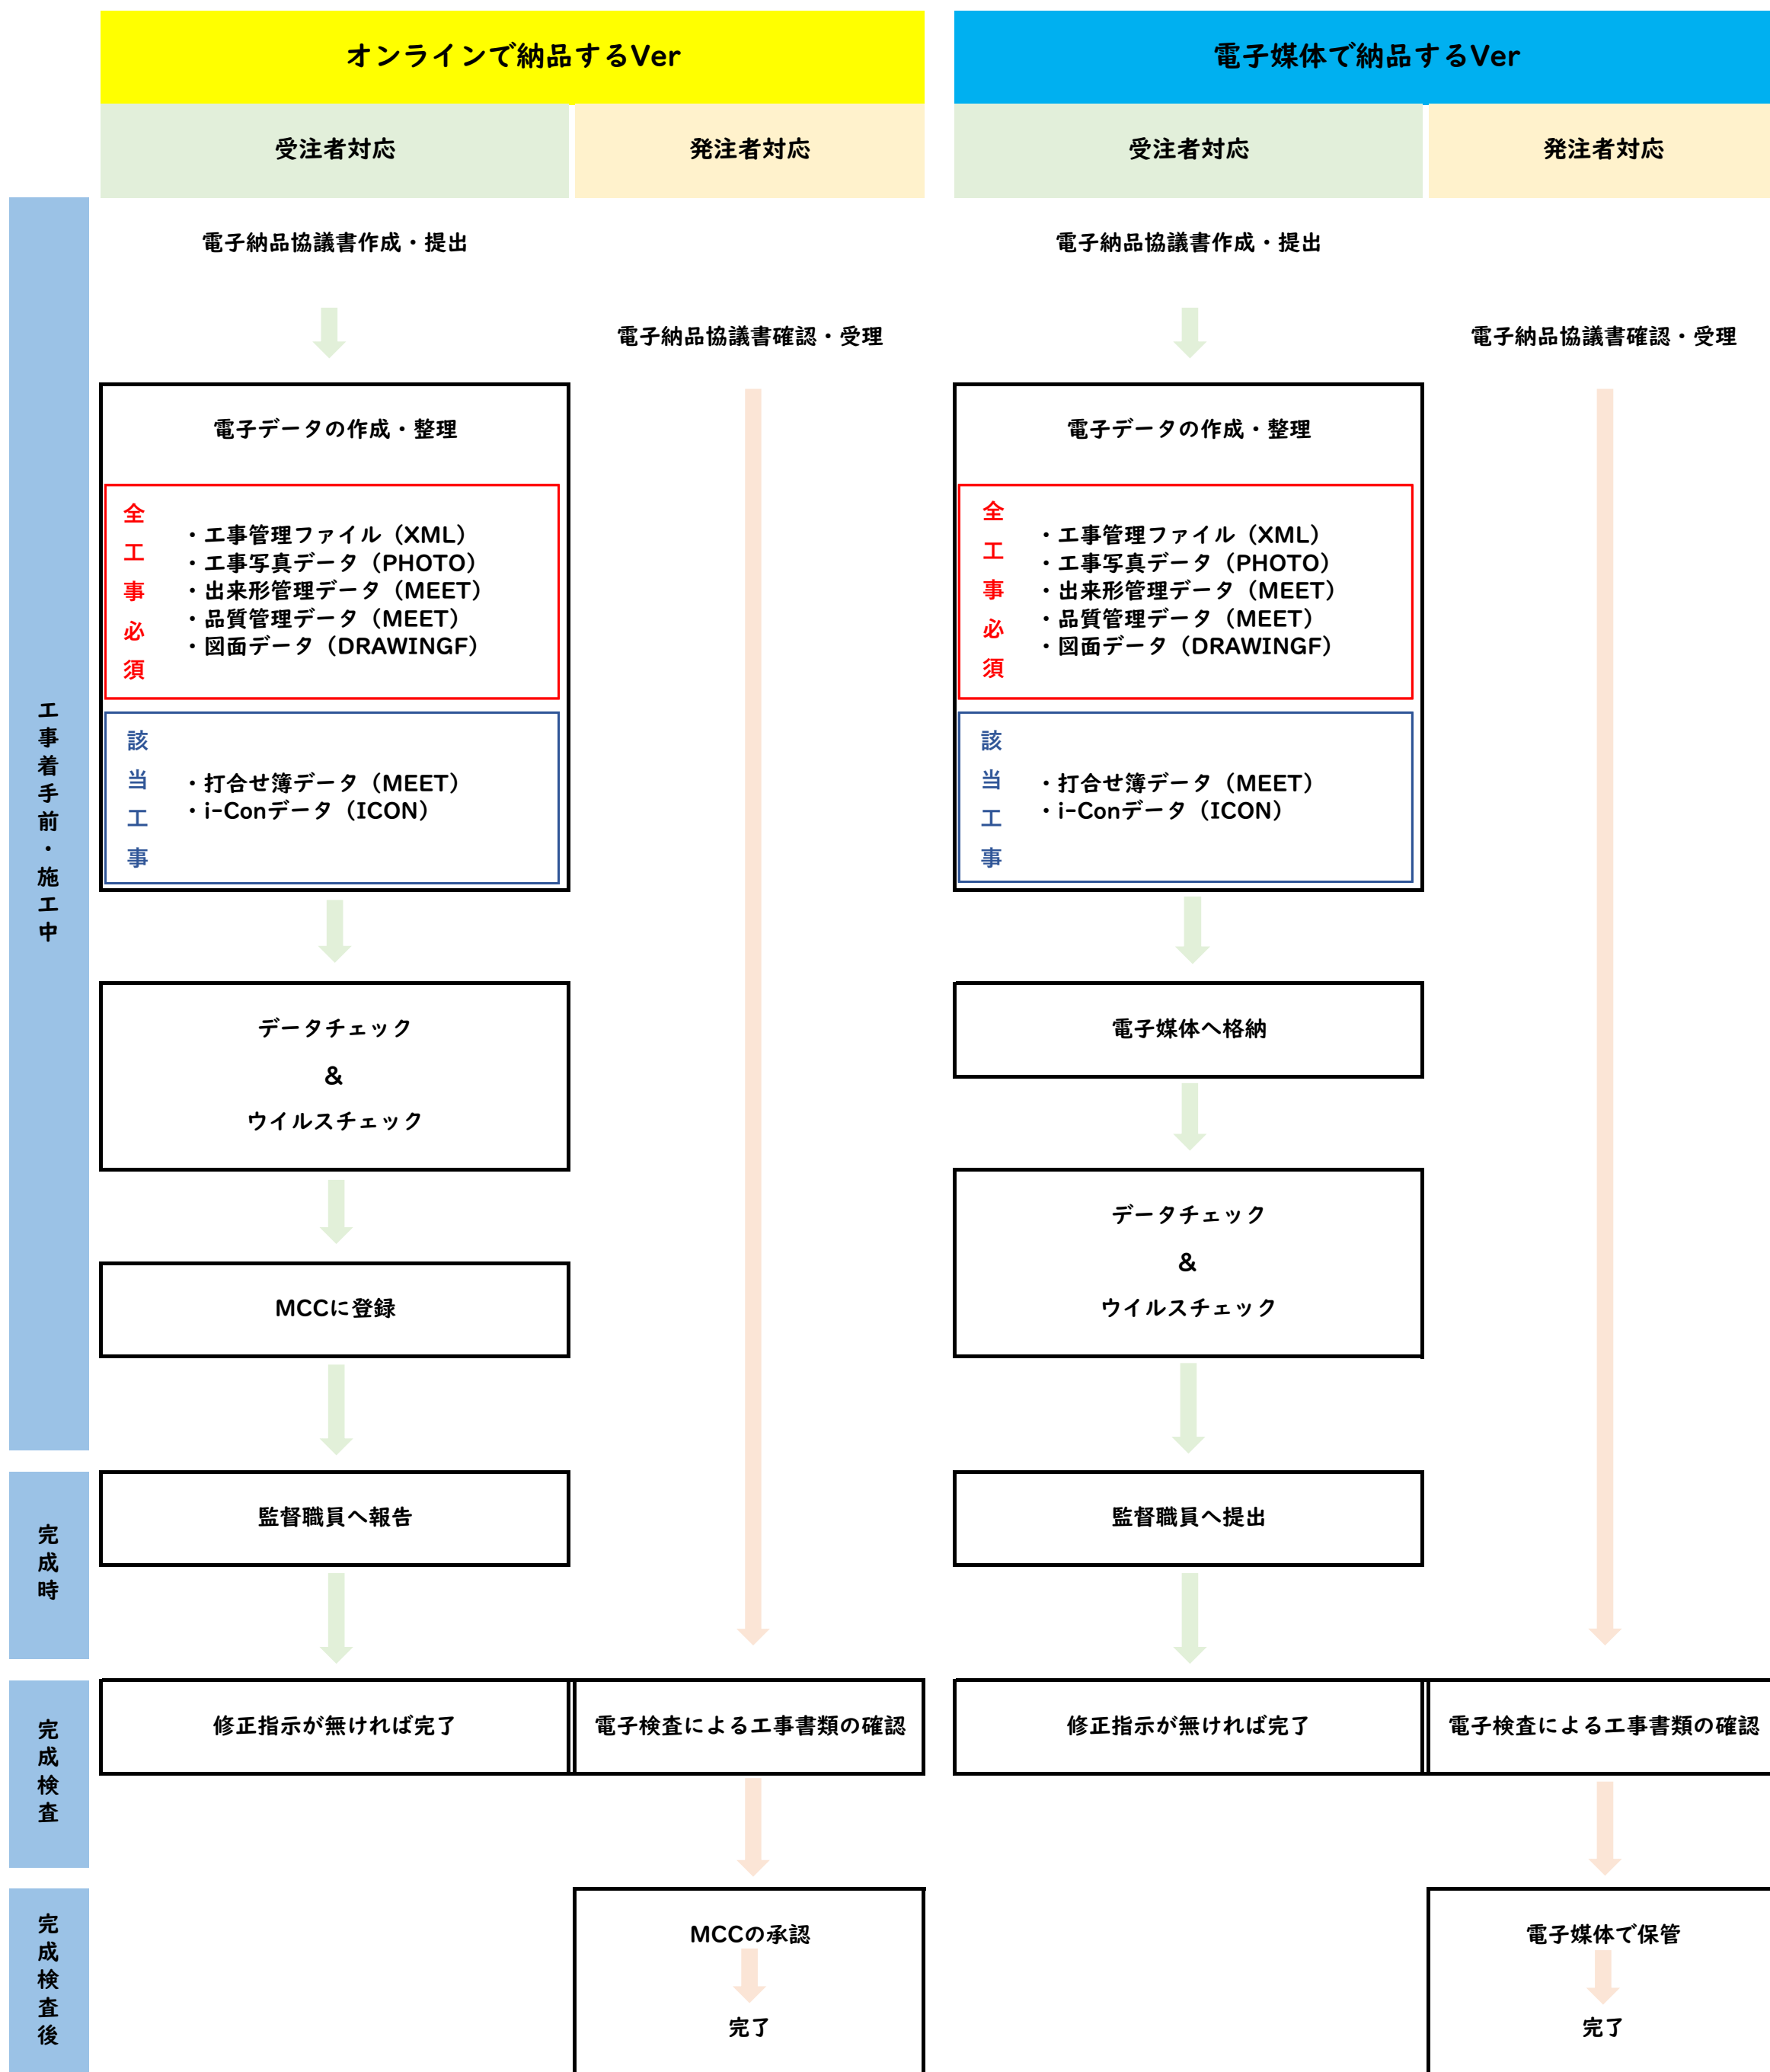 オンラインで納品するVer
電子媒体で納品するVer
受注者対応
発注者対応
受注者対応
発注者対応
工事着手前・施工中
電子納品協議書作成・提出
電子納品協議書作成・提出
電子納品協議書確認・受理
電子納品協議書確認・受理
電子データの作成・整理
全工事必須
・工事管理ファイル（XML）
・工事写真データ（PHOTO）
・出来形管理データ（MEET）
・品質管理データ（MEET）
・図面データ（DRAWINGF）
該当工事
・打合せ簿データ（MEET）
・i-Conデータ（ICON）
電子データの作成・整理
全工事必須
・工事管理ファイル（XML）
・工事写真データ（PHOTO）
・出来形管理データ（MEET）
・品質管理データ（MEET）
・図面データ（DRAWINGF）
該当工事
・打合せ簿データ（MEET）
・i-Conデータ（ICON）
データチェック
&
ウイルスチェック
電子媒体へ格納
MCCに登録
データチェック
&
ウイルスチェック
完成時
監督職員へ報告
監督職員へ提出
完成検査
修正指示が無ければ完了
電子検査による工事書類の確認
修正指示が無ければ完了
電子検査による工事書類の確認
完成検査後
MCCの承認
完了
電子媒体で保管
完了